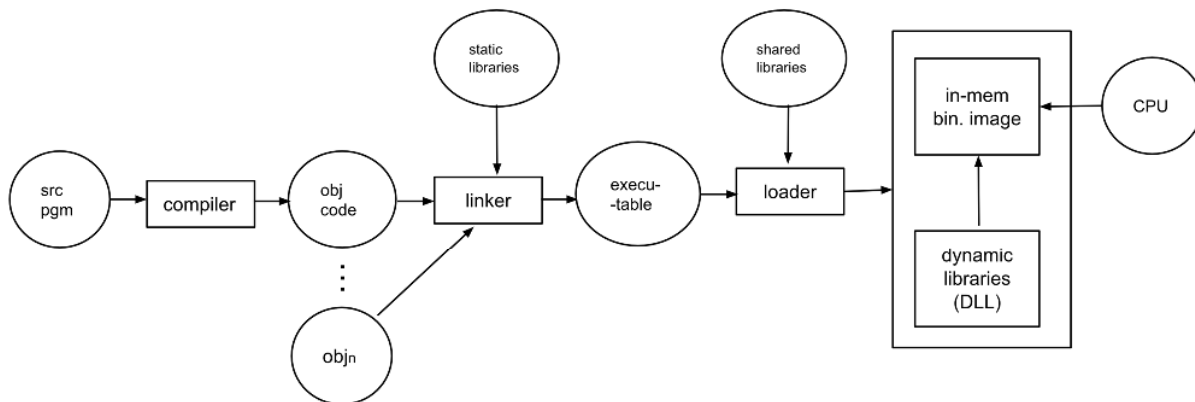 static
libraries
shared
libraries
in-mem
bin. image
CPU
src
pgm
compiler
obj
code
linker
execu-
-table
loader
dynamic
libraries
(DLL)
objn